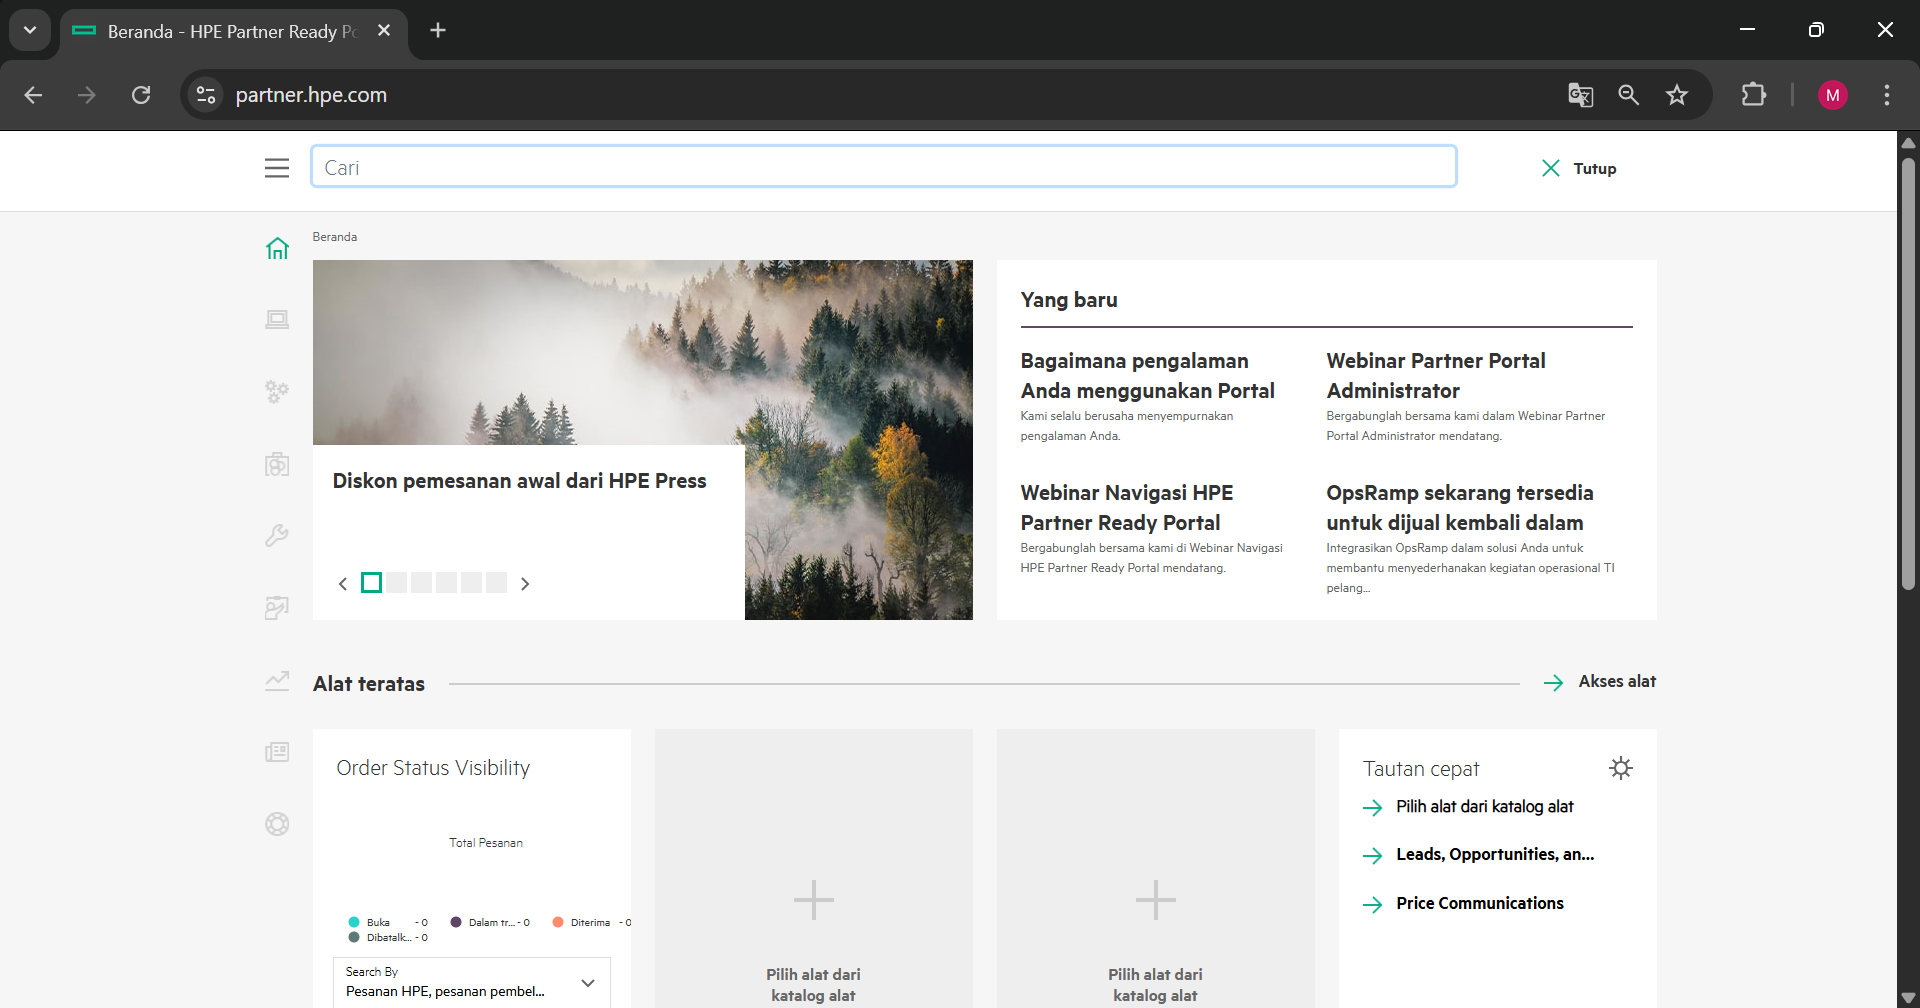 Beranda - HPE Partner Ready Po
partner.hpe.com
M
Cari
Tutup
Beranda
Diskon pemesanan awal dari HPE Press
Yang baru
Bagaimana pengalaman
Anda menggunakan Portal
Kami selalu berusaha menyempurnakan
pengalaman Anda.
Webinar Partner Portal
Administrator
Bergabunglah bersama kami dalam Webinar Partner
Portal Administrator mendatang.
Webinar Navigasi HPE
Partner Ready Portal
Bergabunglah bersama kami di Webinar Navigasi
HPE Partner Ready Portal mendatang.
OpsRamp sekarang tersedia
untuk dijual kembali dalam
Integrasikan OpsRamp dalam solusi Anda untuk
membantu menyederhanakan kegiatan operasional TI
pelang...
Alat teratas
Akses alat
Order Status Visibility
Total Pesanan
Buka - 0
Dalam tr... - 0
Diterima - 0
Dibatalk... - 0
Search By
Pesanan HPE, pesanan pembel...
Pilih alat dari
katalog alat
Pilih alat dari
katalog alat
Tautan cepat
Pilih alat dari katalog alat
Leads, Opportunities, an...
Price Communications